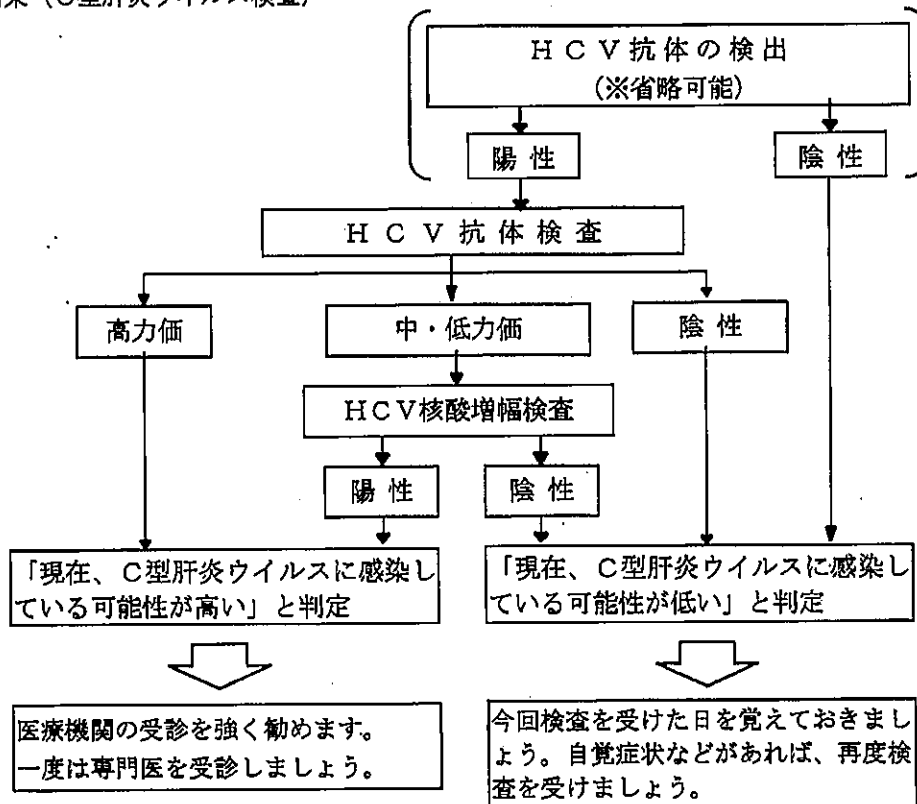 （C型肝炎ウイルス検査）
HCV抗体の検出
（※省略可能）
陽性
陰性
HCV抗体検査
高力価
中・低力価
陰性
HCV核酸増幅検査
陽性
陰性
「現在、C型肝炎ウイルスに感染し
ている可能性が高い」と判定
「現在、C型肝炎ウイルスに感染し
ている可能性が低い」と判定
医療機関の受診を強く勧めます。
一度は専門医を受診しましょう。
今回検査を受けた日を覚えておきまし
ょう。自覚症状などがあれば、再度検
査を受けましょう。